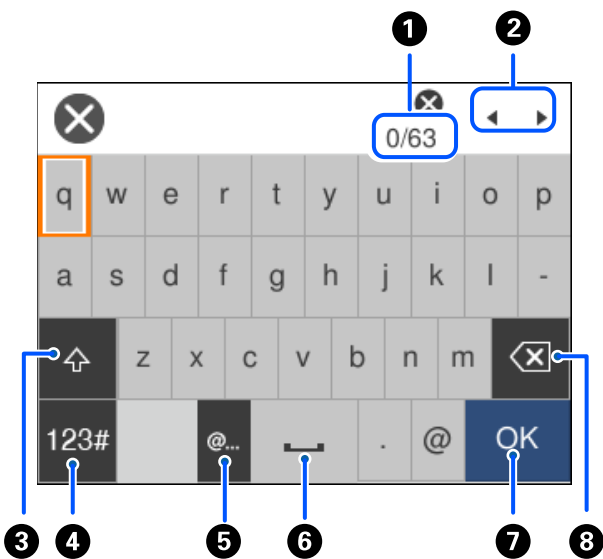 1 2
0/63
q w e r t y u i o p
a s d f g h j k l -
z x c v b n m
123# @... . @ OK
3 4 5 6 7 8